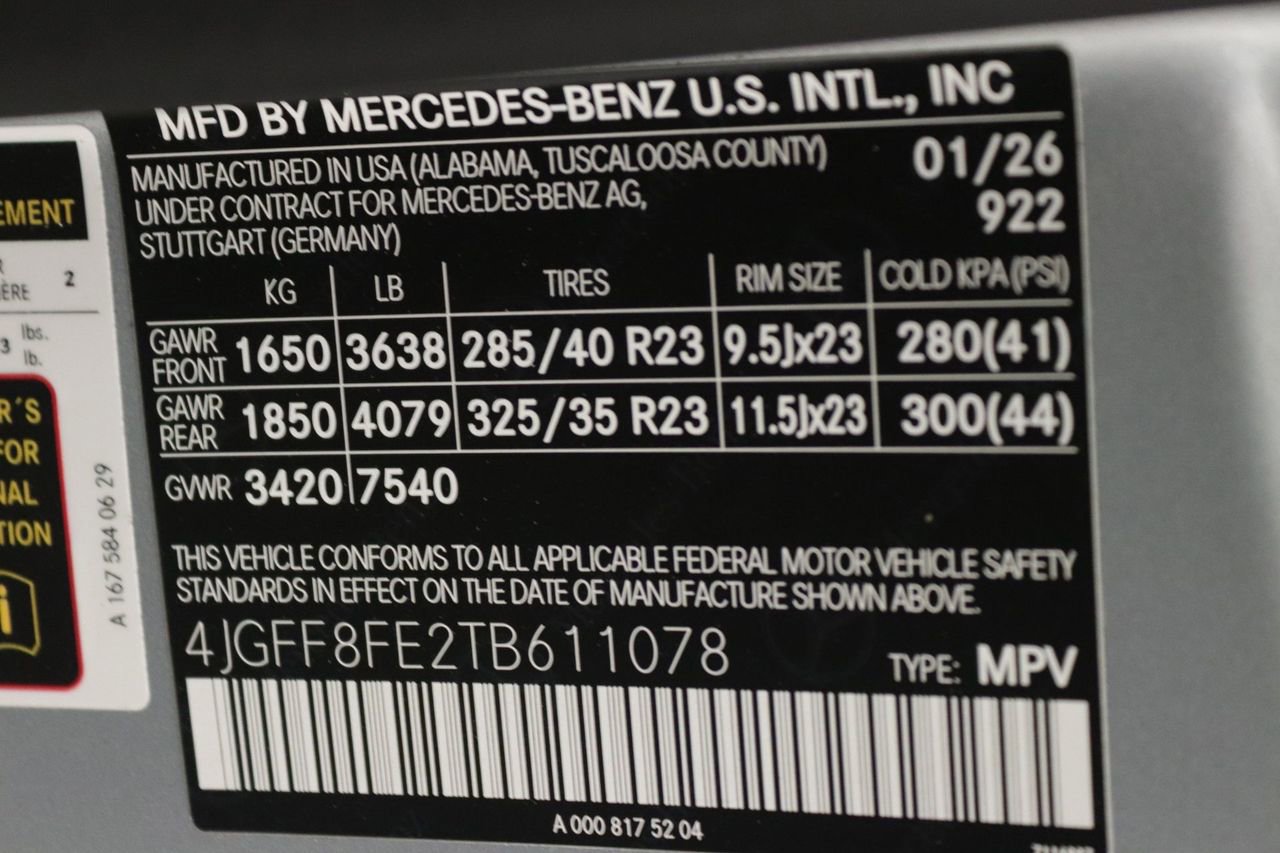 MFD BY MERCEDES-BENZ U.S. INTL., INC
MANUFACTURED IN USA (ALABAMA, TUSCALOOSA COUNTY) 01/26
UNDER CONTRACT FOR MERCEDES-BENZ AG, 922
STUTTGART (GERMANY)
KG LB TIRES RIM SIZE COLD KPA (PSI)
GAWR FRONT 1650 3638 285/40 R23 9.5Jx23 280(41)
GAWR REAR 1850 4079 325/35 R23 11.5Jx23 300(44)
GVWR 3420 7540
THIS VEHICLE CONFORMS TO ALL APPLICABLE FEDERAL MOTOR VEHICLE SAFETY
STANDARDS IN EFFECT ON THE DATE OF MANUFACTURE SHOWN ABOVE.
4JGFF8FE2TB611078 TYPE: MPV
A 000 817 52 04
EMENT
R 2
ERE
3 lbs.
lb.
R´S
FOR
NAL
TION
i
A 167 584 06 29